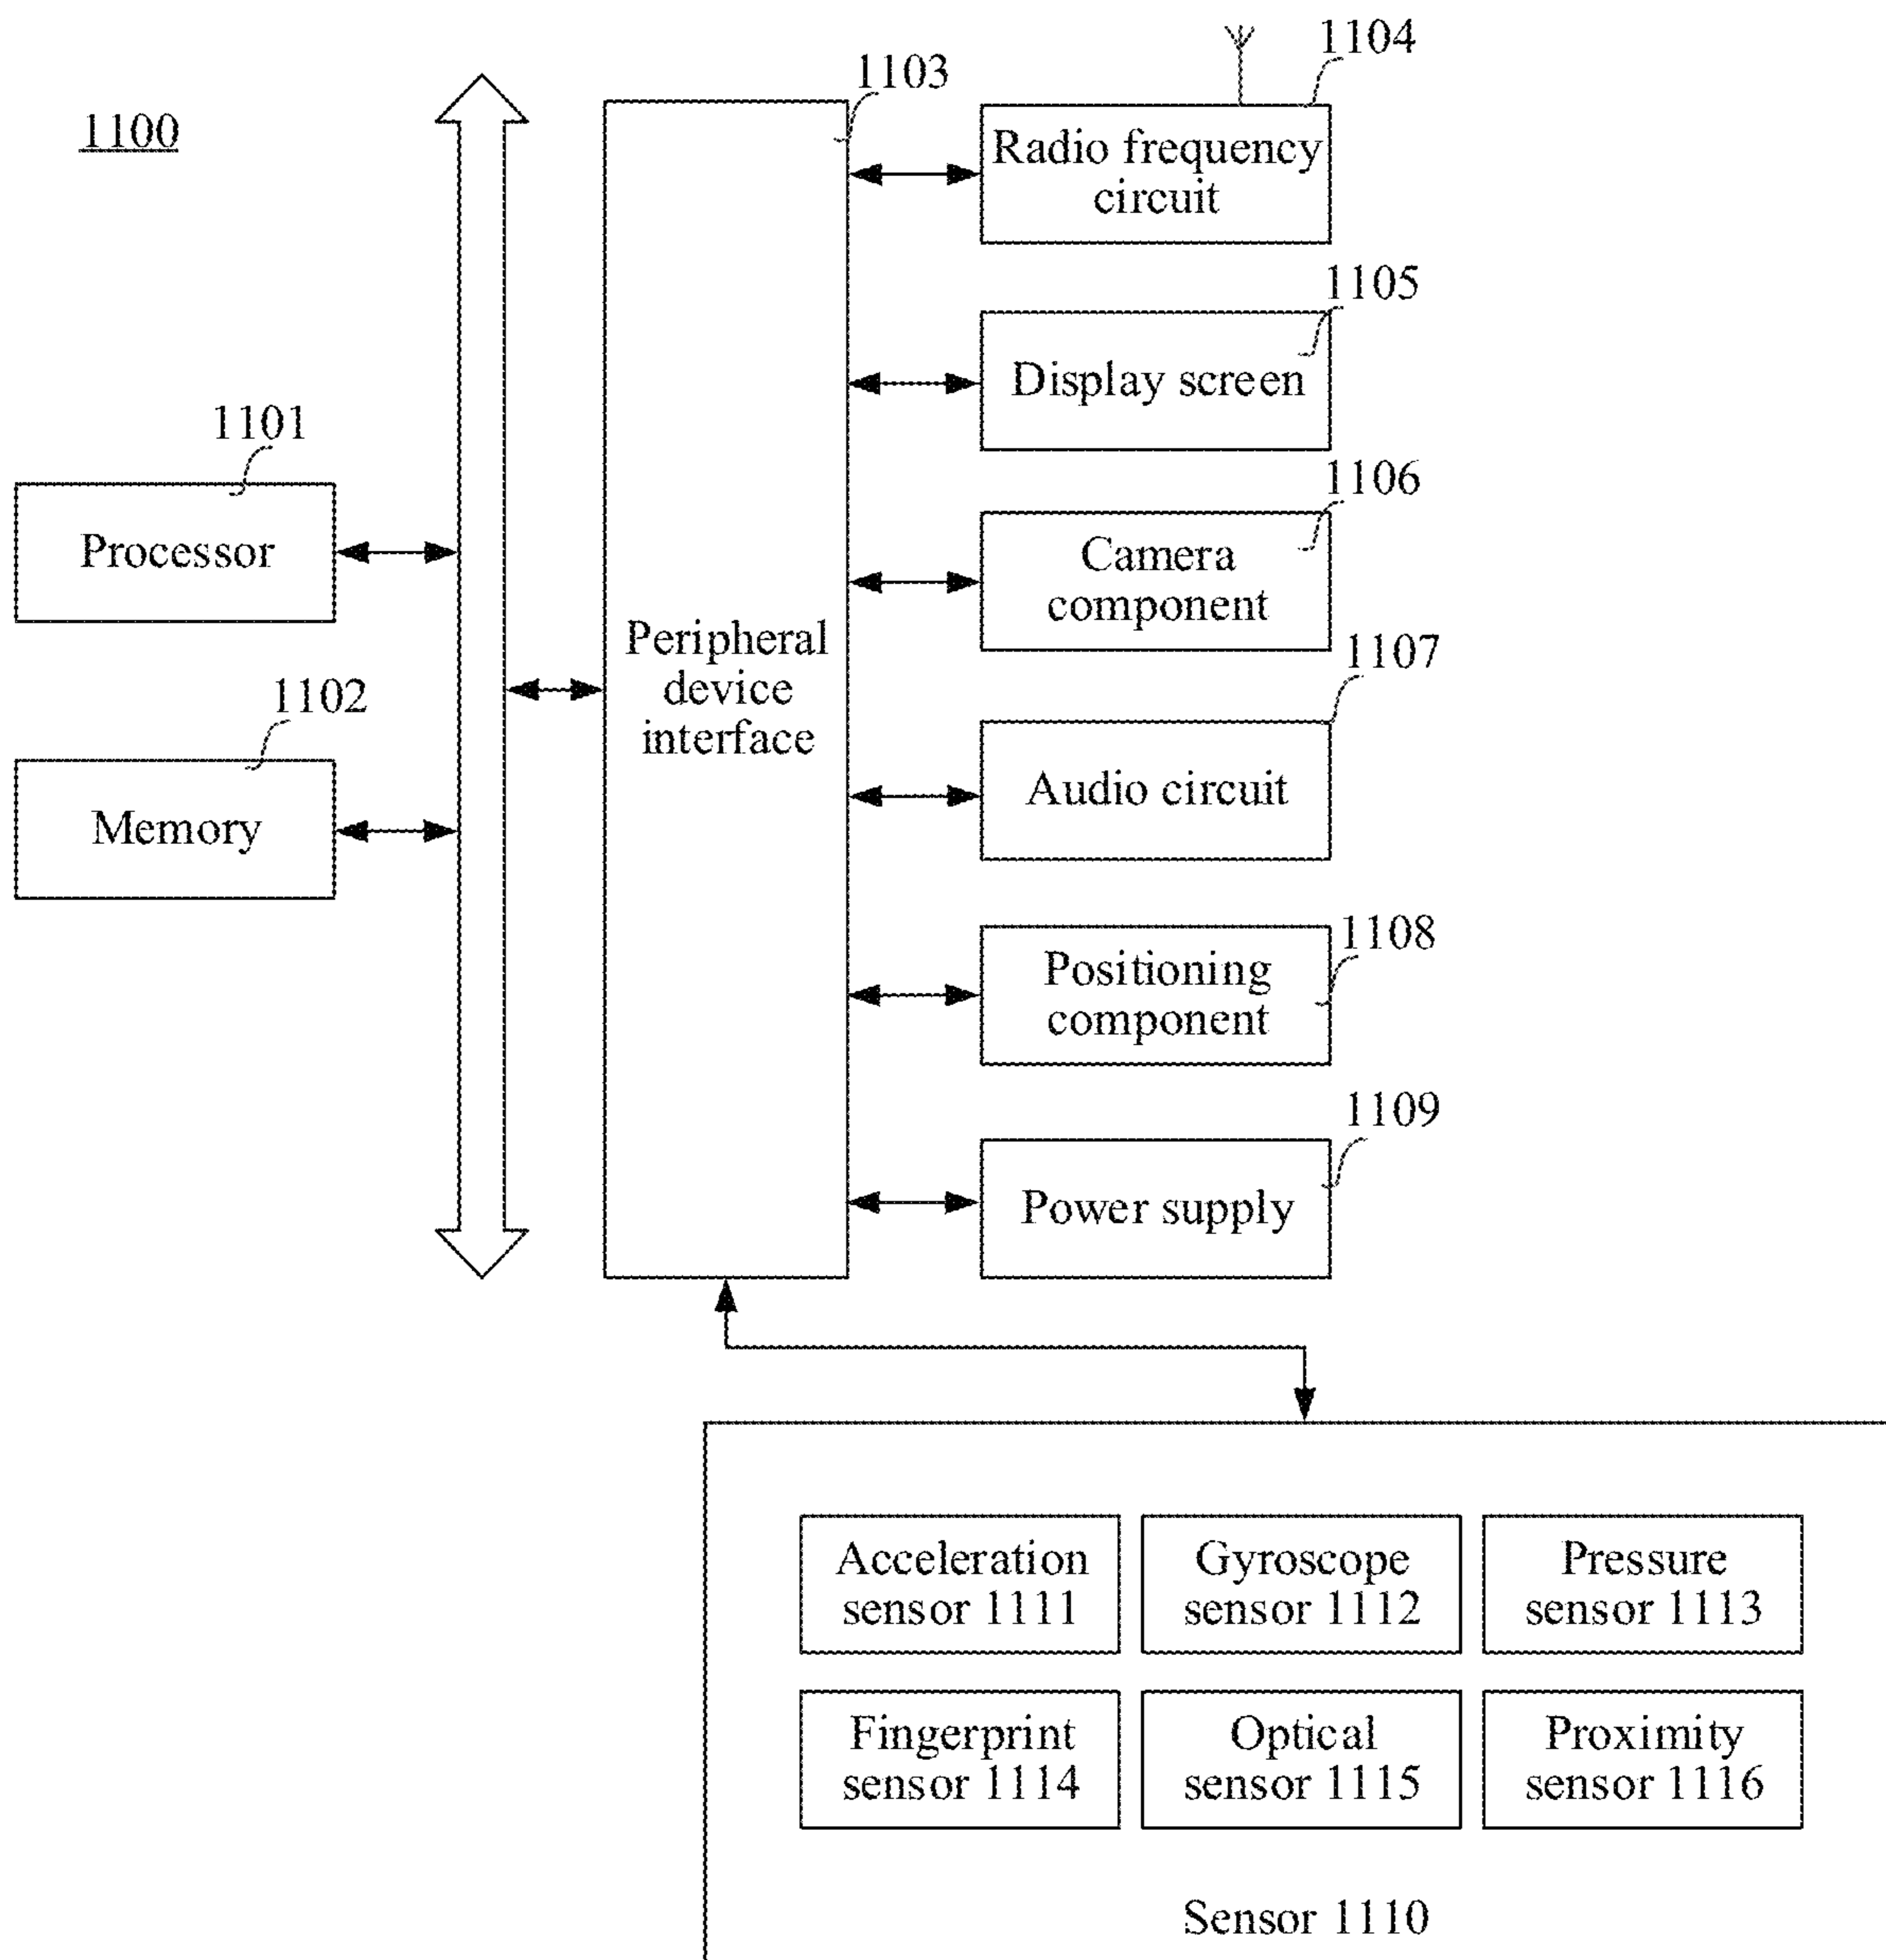 1100
1103
1104
Radio frequency
circuit
1105
Display screen
1101
Processor
1106
Camera
component
Peripheral
device
interface
1102
Memory
1107
Audio circuit
1108
Positioning
component
1109
Power supply
Acceleration
sensor 1111
Gyroscope
sensor 1112
Pressure
sensor 1113
Fingerprint
sensor 1114
Optical
sensor 1115
Proximity
sensor 1116
Sensor 1110